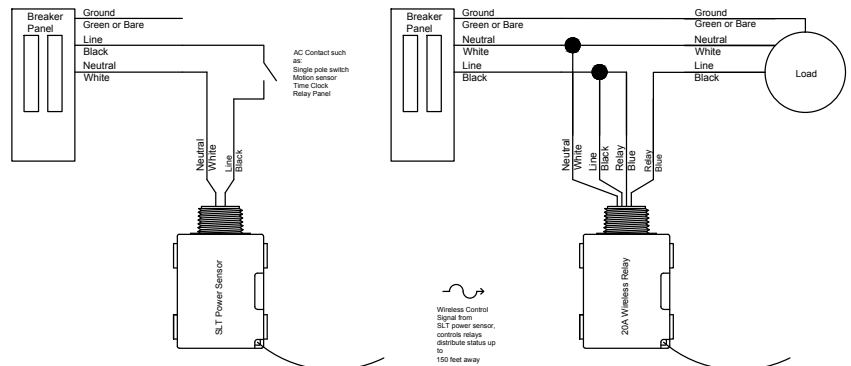 Breaker
Panel
Ground
Green or Bare
Line
Black
Neutral
White
AC Contact such
as:
Single pole switch
Motion sensor
Time Clock
Relay Panel
Neutral
White
Line
Black
SLT Power Sensor
Breaker
Panel
Ground
Green or Bare
Neutral
White
Line
Black
Ground
Green or Bare
Neutral
White
Line
Black
Load
Neutral
White
Line
Black
Relay
Blue
Relay
Blue
20A Wireless Relay
Wireless Control
Signal from
SLT power sensor,
controls relays
distribute status up
to
150 feet away